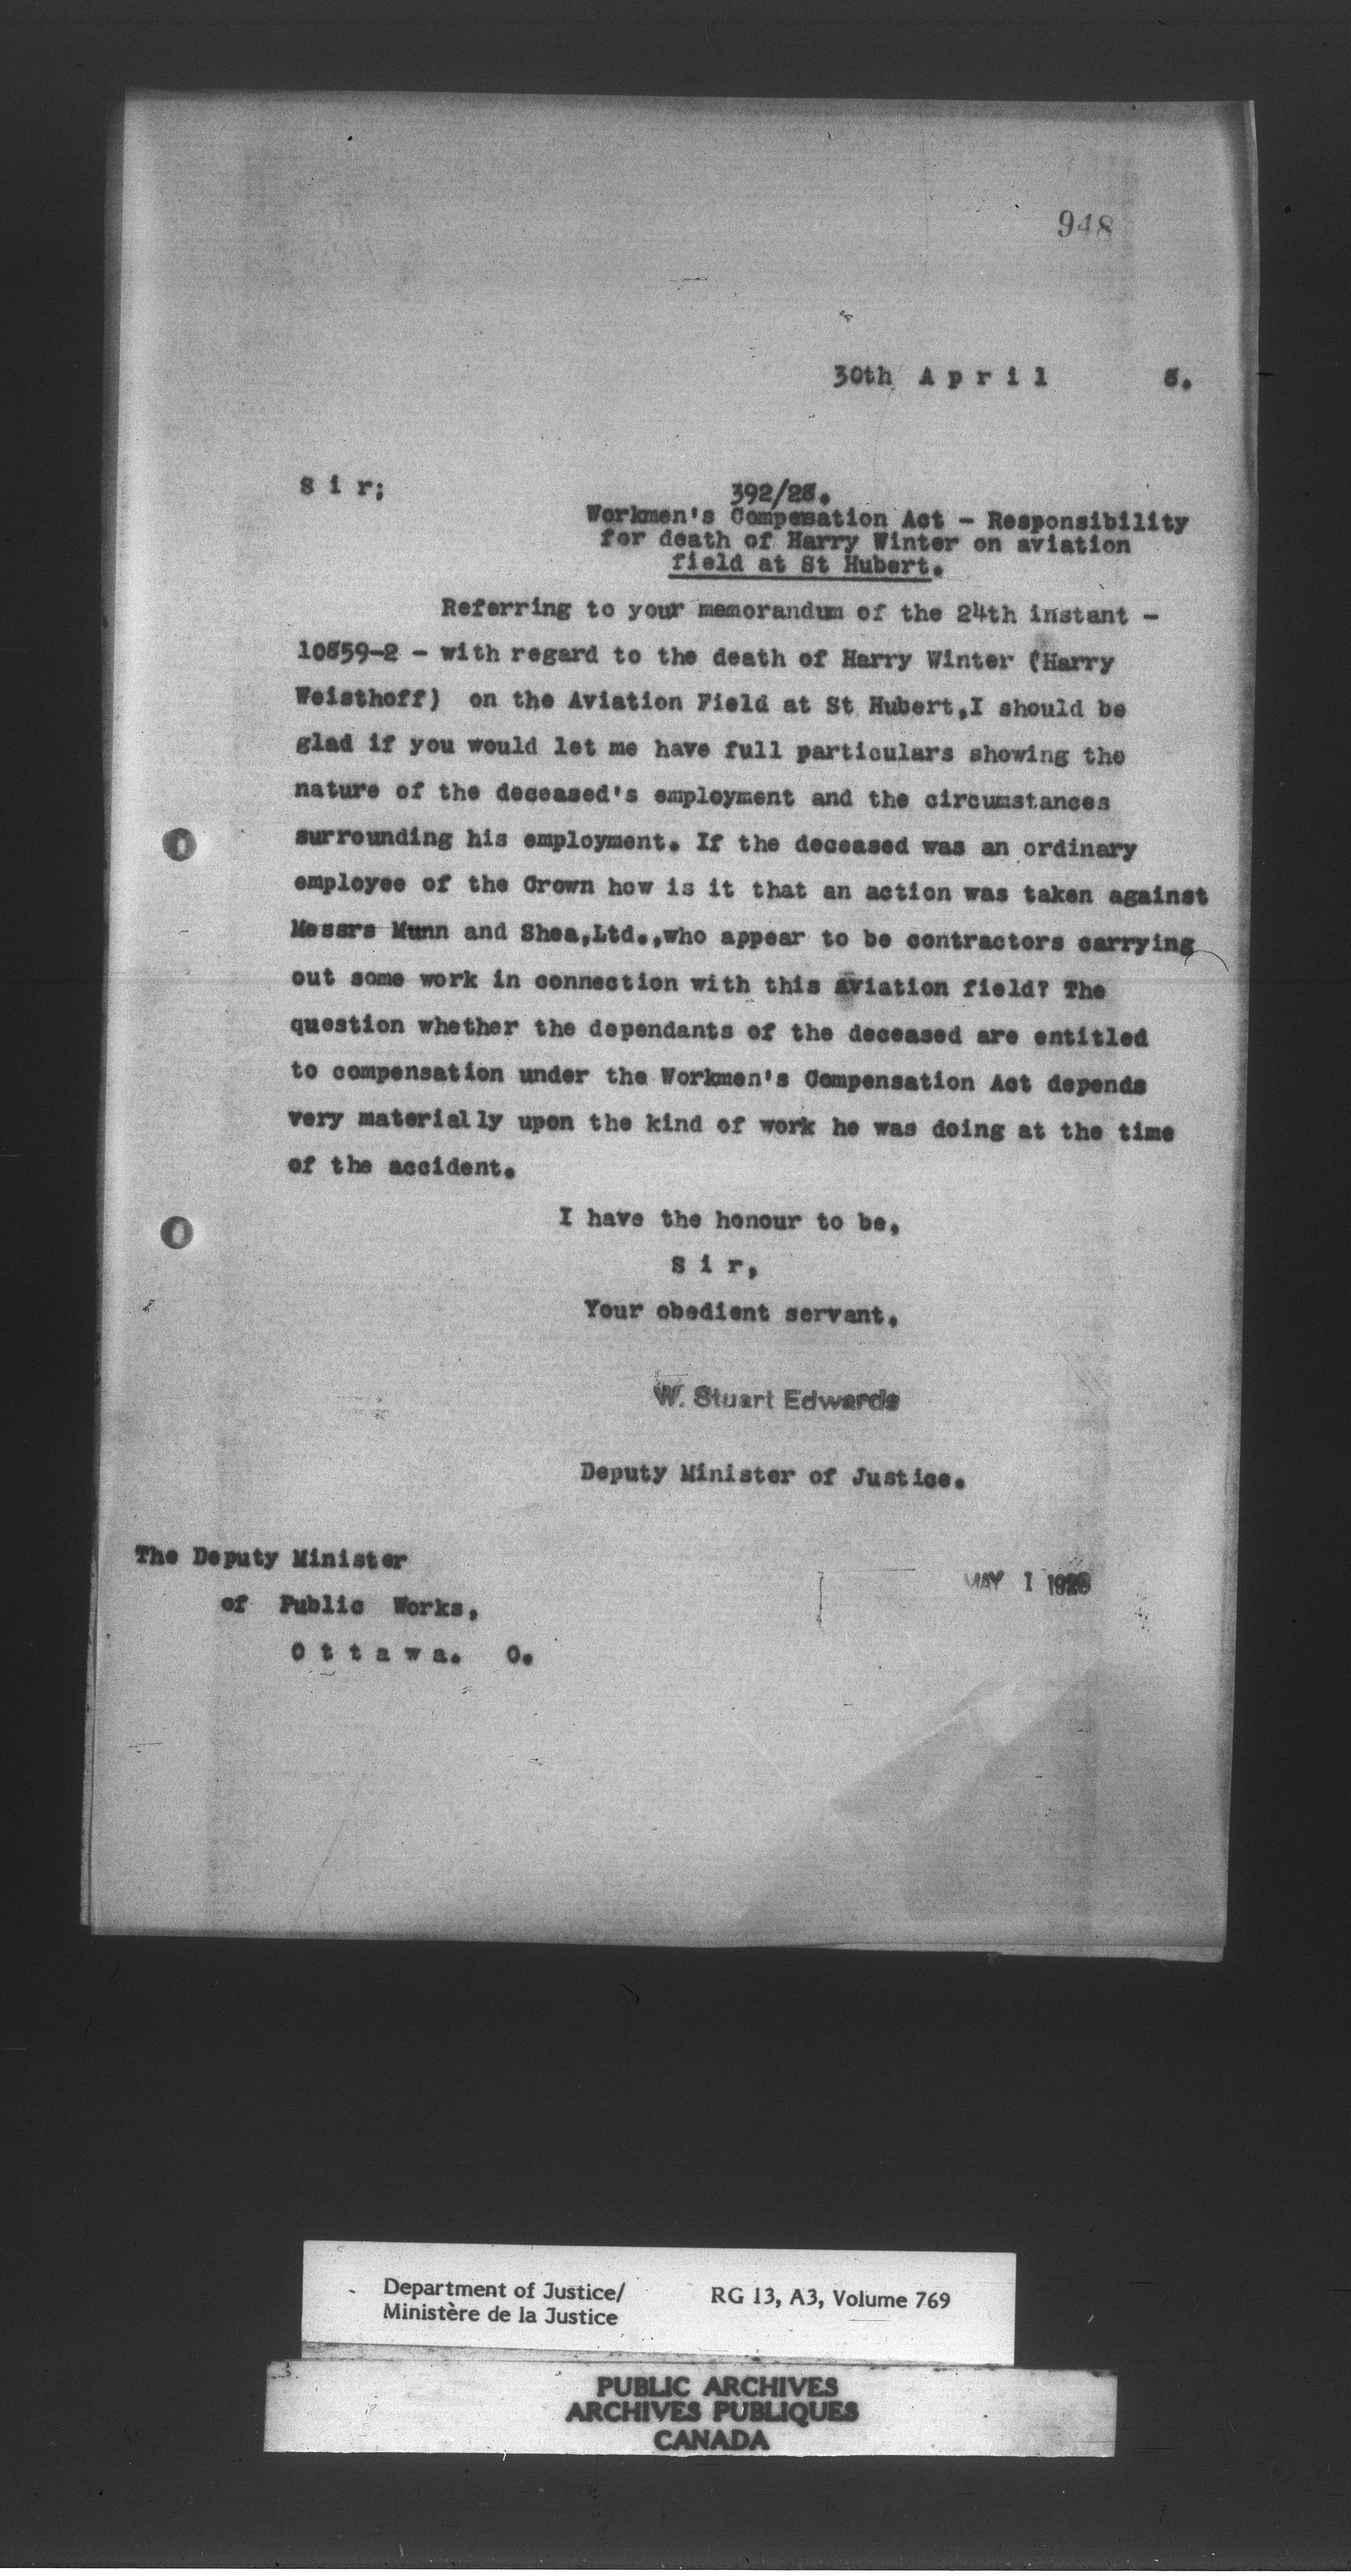 948
30th April 8.
Sir;
392/28.
Workmen's Compensation Act - Responsibility
for death of Harry Winter on aviation
field at St Hubert.
Referring to your memorandum of the 24th instant -
10859-2 - with regard to the death of Harry Winter (Harry
Weisthoff) on the Aviation Field at St Hubert, I should be
glad if you would let me have full particulars showing the
nature of the deceased's employment and the circumstances
surrounding his employment. If the deceased was an ordinary
employee of the Crown how is it that an action was taken against
Messrs Munn and Shea,Ltd.,who appear to be contractors carrying
out some work in connection with this aviation field? The
question whether the dependants of the deceased are entitled
to compensation under the Workmen's Compensation Act depends
very materially upon the kind of work he was doing at the time
of the accident.
I have the honour to be,
Sir,
Your obedient servant,
W. Stuart Edwards
Deputy Minister of Justice.
The Deputy Minister
of Public Works,
Ottawa. O.
MAY 1 1928
Department of Justice/
Ministère de la Justice
RG 13, A3, Volume 769
PUBLIC ARCHIVES
ARCHIVES PUBLIQUES
CANADA